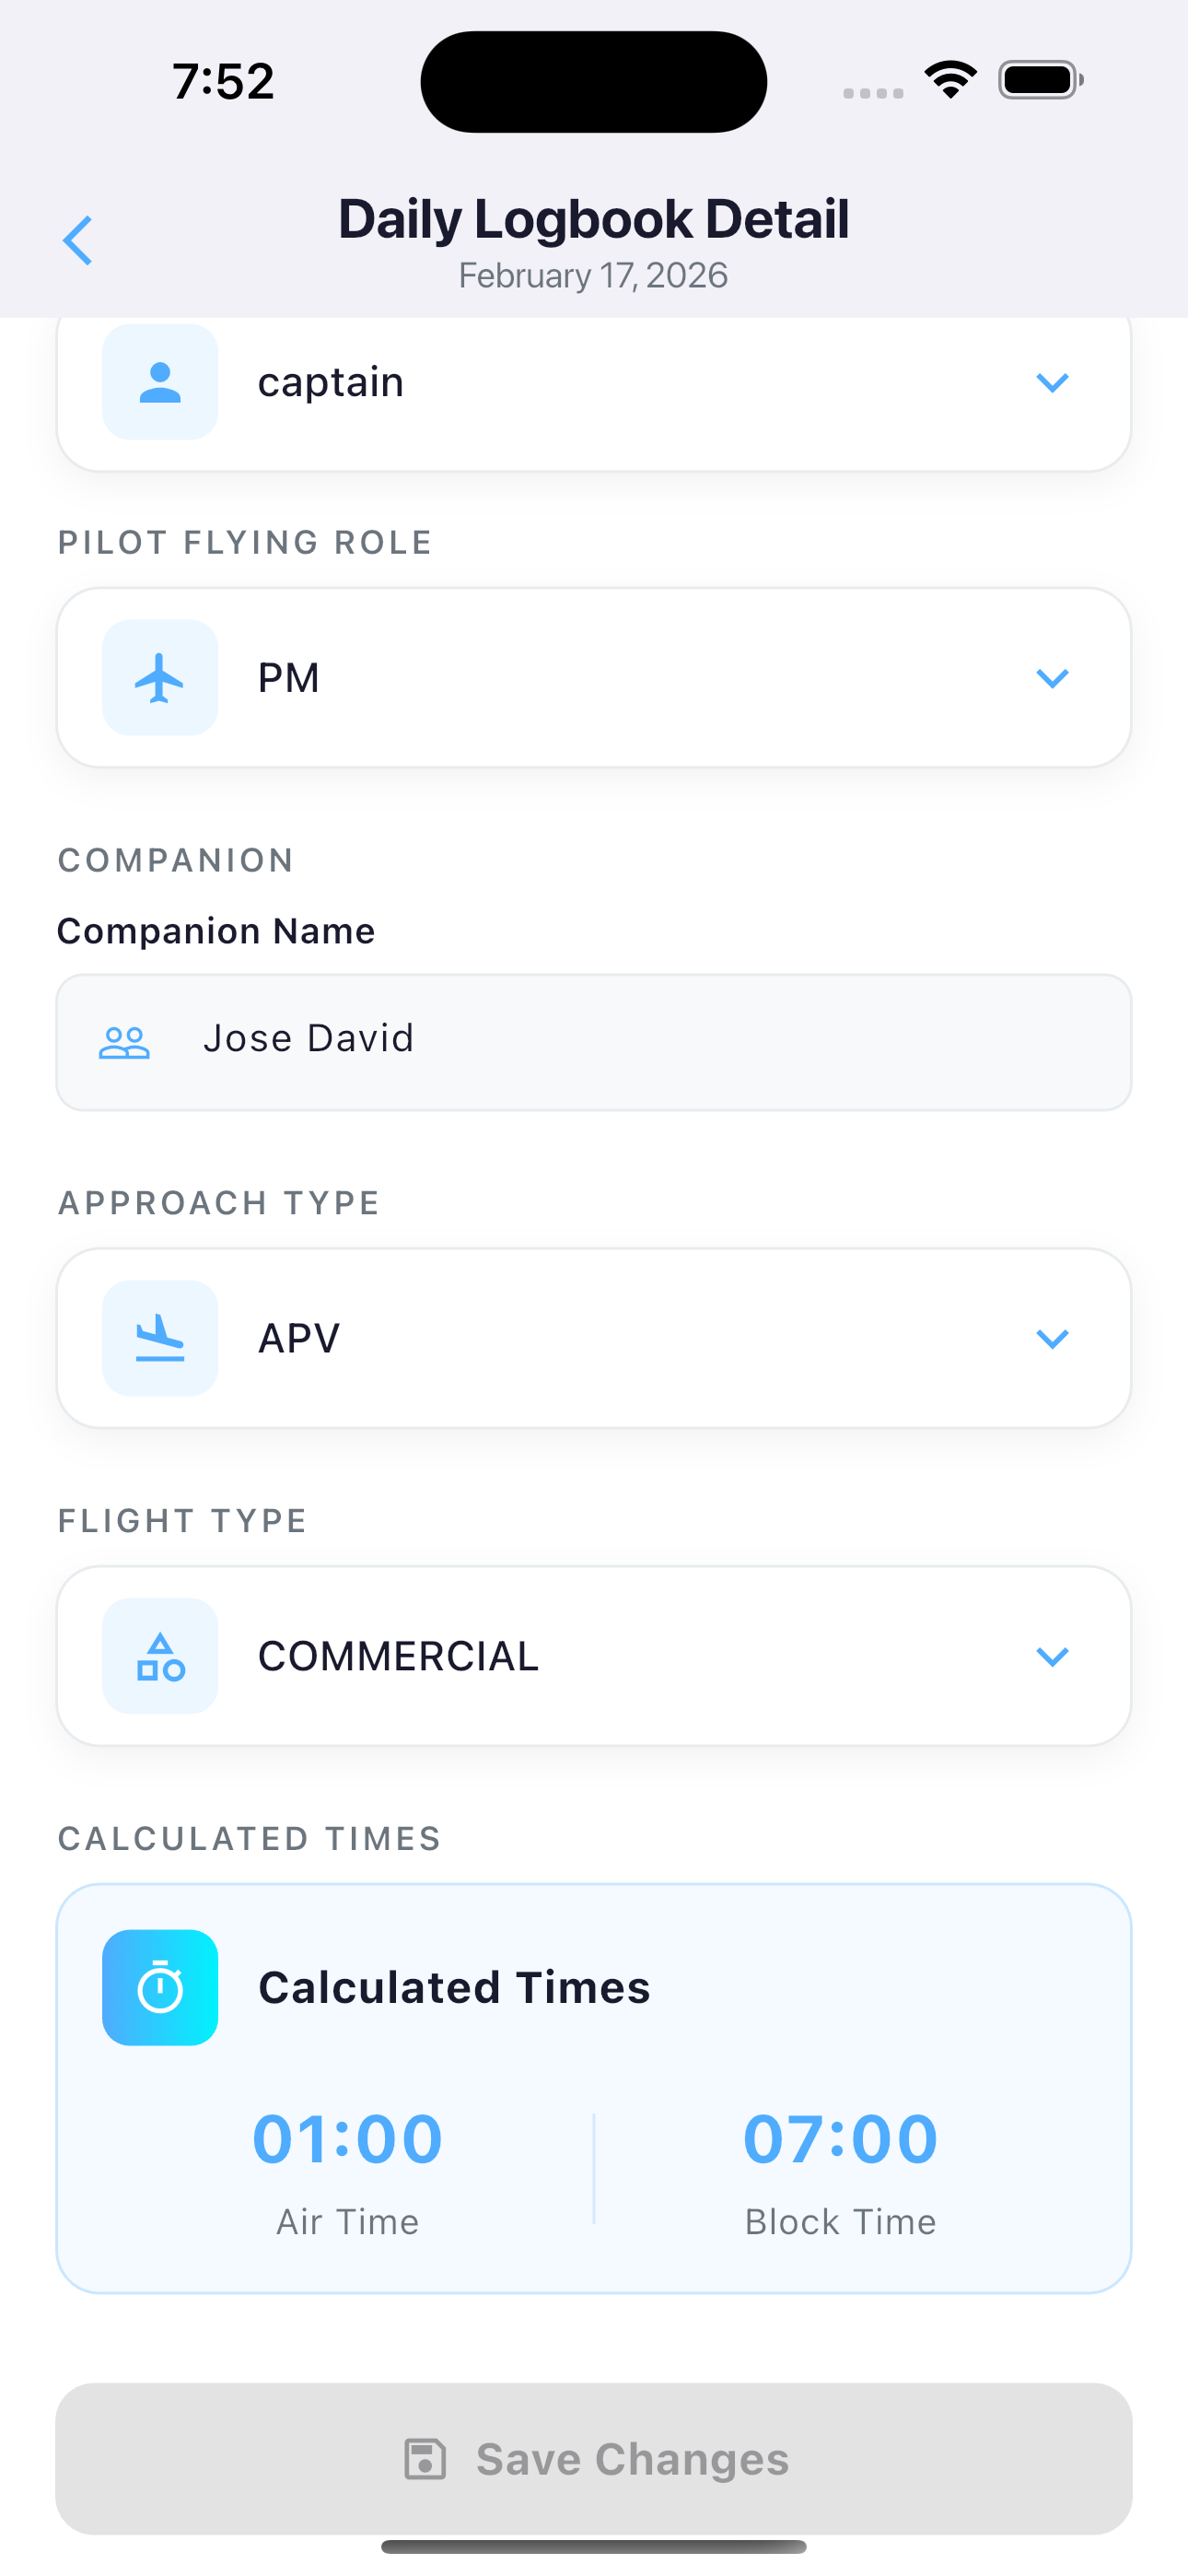 7:52
Daily Logbook Detail
February 17, 2026
captain
PILOT FLYING ROLE
PM
COMPANION
Companion Name
Jose David
APPROACH TYPE
APV
FLIGHT TYPE
COMMERCIAL
CALCULATED TIMES
Calculated Times
01:00 07:00
Air Time Block Time
Save Changes